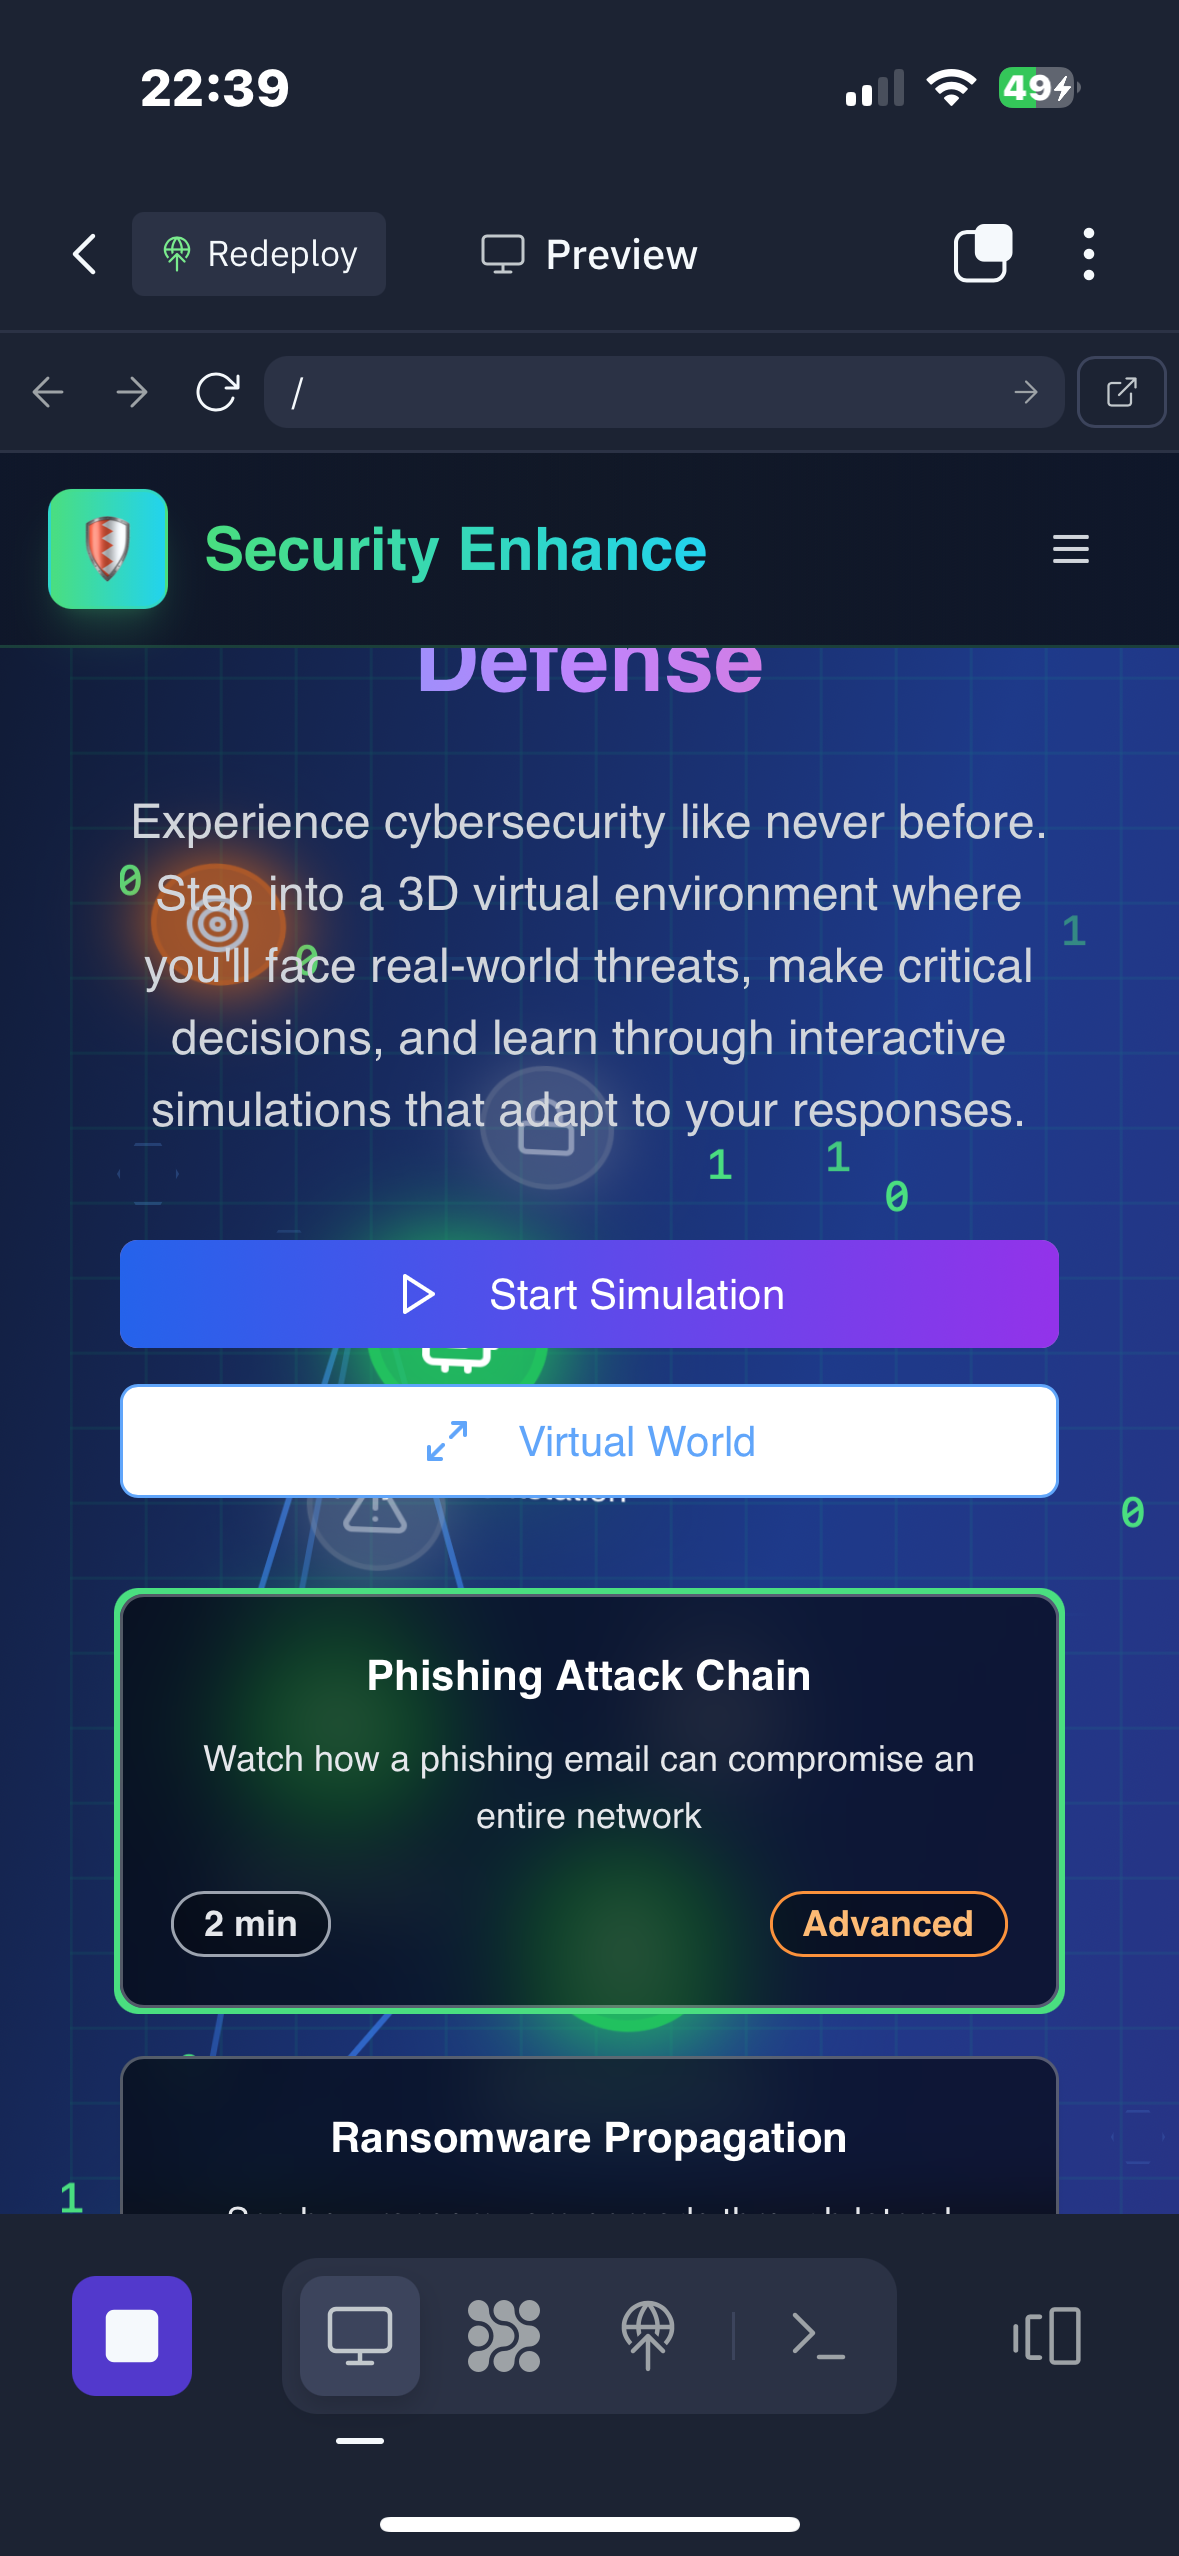 22:39
49
Redeploy
Preview
/
Security Enhance
Defense
Experience cybersecurity like never before.
0
Step into a 3D virtual environment where
1
you'll face real-world threats, make critical
0
decisions, and learn through interactive
simulations that adapt to your responses.
1
1
0
Start Simulation
Virtual World
0
Phishing Attack Chain
Watch how a phishing email can compromise an
entire network
2 min
Advanced
Ransomware Propagation
1